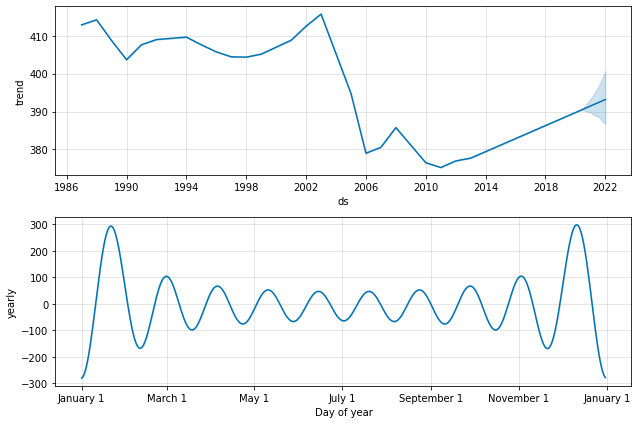 410
400
390
380
trend
1986
1990
1994
1998
2002
2006
2010
2014
2018
2022
ds
300
200
100
0
−100
−200
−300
yearly
January 1
March 1
May 1
July 1
September 1
November 1
January 1
Day of year